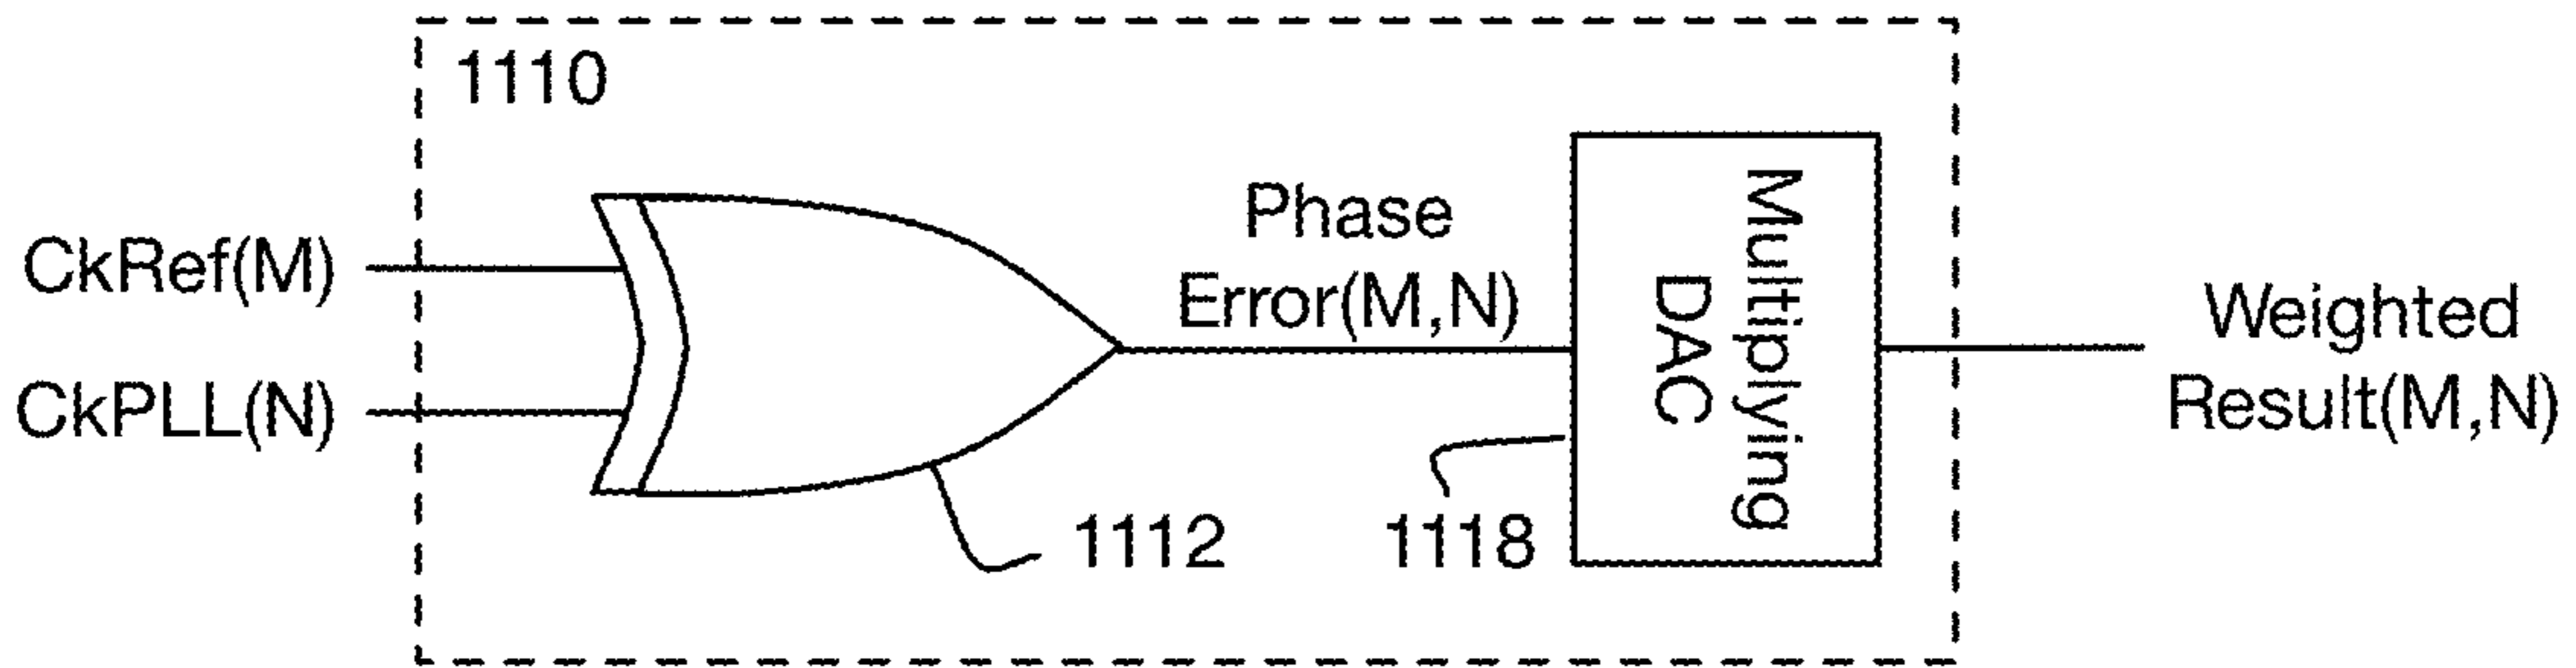 1110
CkRef(M)
CkPLL(N)
Phase
Error(M,N)
1112
1118
Multiplying
DAC
Weighted
Result(M,N)